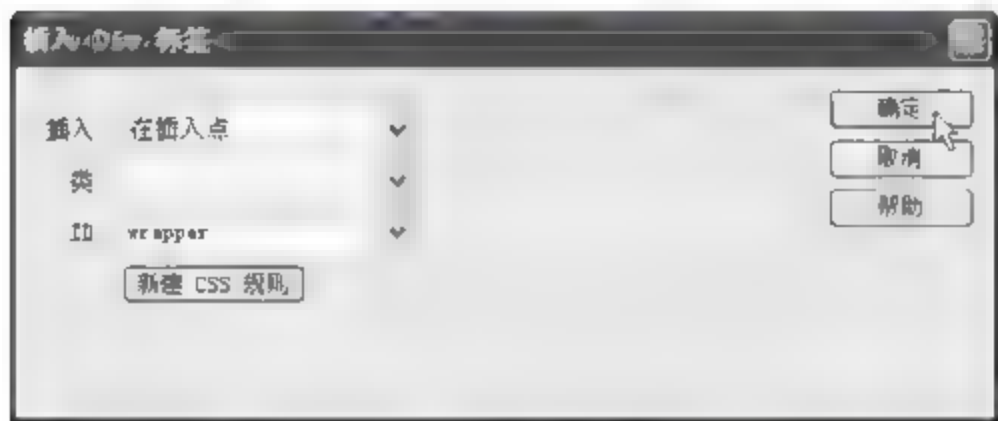 插入 Div 标签
插入 在插入点 确定
类 取消
ID wrapper 帮助
新建 CSS 规则